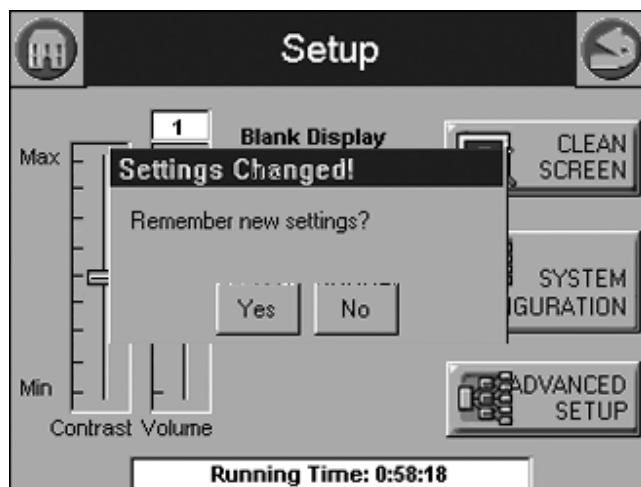 Setup
1
Blank Display
Max
CLEAN
SCREEN
Settings Changed!
Remember new settings?
Yes
No
SYSTEM
IGURATION
Min
ADVANCED
SETUP
Contrast
Volume
Running Time: 0:58:18